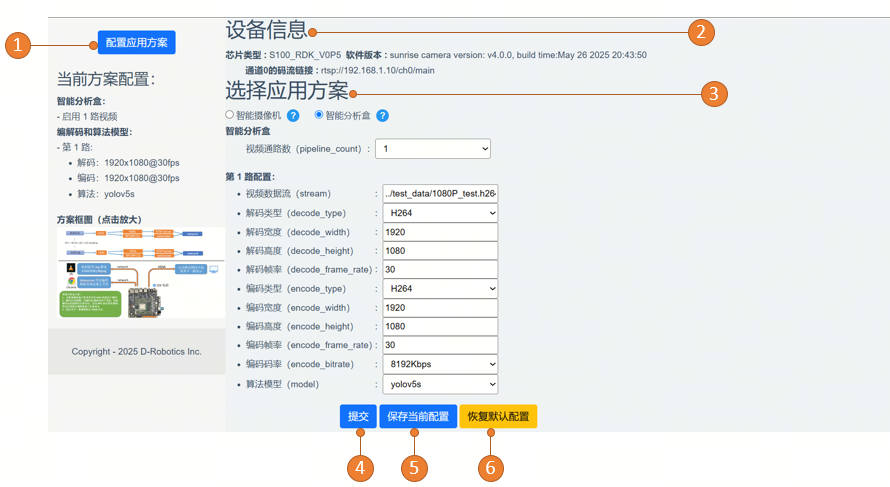 1
配置应用方案
当前方案配置：
智能分析盒：
- 启用 1 路视频
编解码和算法模型：
- 第 1 路：
• 解码：1920x1080@30fps
• 编码：1920x1080@30fps
• 算法：yolov5s
方案框图（点击放大）
Copyright - 2025 D-Robotics Inc.
设备信息
2
芯片类型：S100_RDK_V0P5 软件版本：sunrise camera version: v4.0.0, build time:May 26 2025 20:43:50
通道0的码流链接：rtsp://192.168.1.10/ch0/main
选择应用方案
3
智能摄像机 ? 智能分析盒 ?
智能分析盒
视频通路数（pipeline_count）： 1
第 1 路配置：
• 视频数据流（stream） : ../test_data/1080P_test.h264
• 解码类型（decode_type） : H264
• 解码宽度（decode_width） : 1920
• 解码高度（decode_height） : 1080
• 解码帧率（decode_frame_rate）: 30
• 编码类型（encode_type） : H264
• 编码宽度（encode_width） : 1920
• 编码高度（encode_height） : 1080
• 编码帧率（encode_frame_rate）: 30
• 编码码率（encode_bitrate） : 8192Kbps
• 算法模型（model） : yolov5s
提交 保存当前配置 恢复默认配置
4 5 6